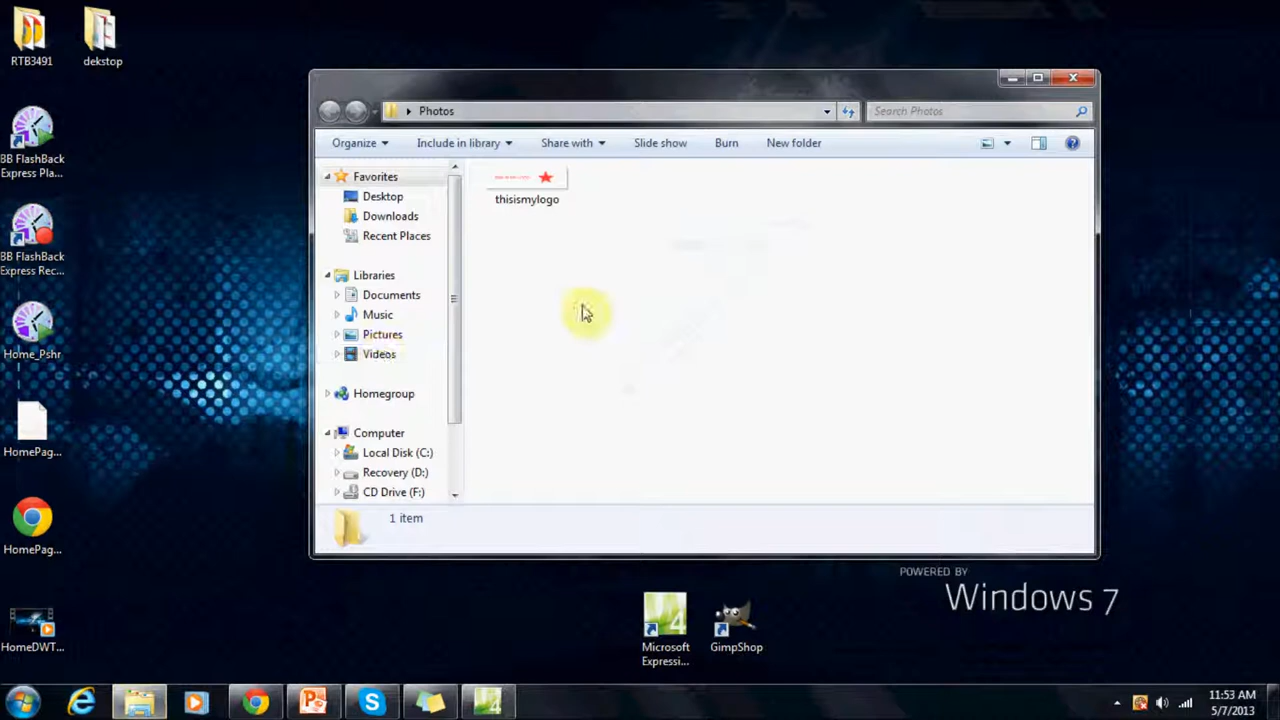 RTB3491
dekstop
BB FlashBack
Express Pla...
BB FlashBack
Express Rec...
Home_Pshr
HomePag...
HomePag...
HomeDWT...
Photos
Search Photos
Organize
Include in library
Share with
Slide show
Burn
New folder
Favorites
Desktop
Downloads
Recent Places
Libraries
Documents
Music
Pictures
Videos
Homegroup
Computer
Local Disk (C:)
Recovery (D:)
CD Drive (F:)
thisismylogo
1 item
POWERED BY
Windows 7
4
Microsoft
Expressi...
GimpShop
11:53 AM
5/7/2013